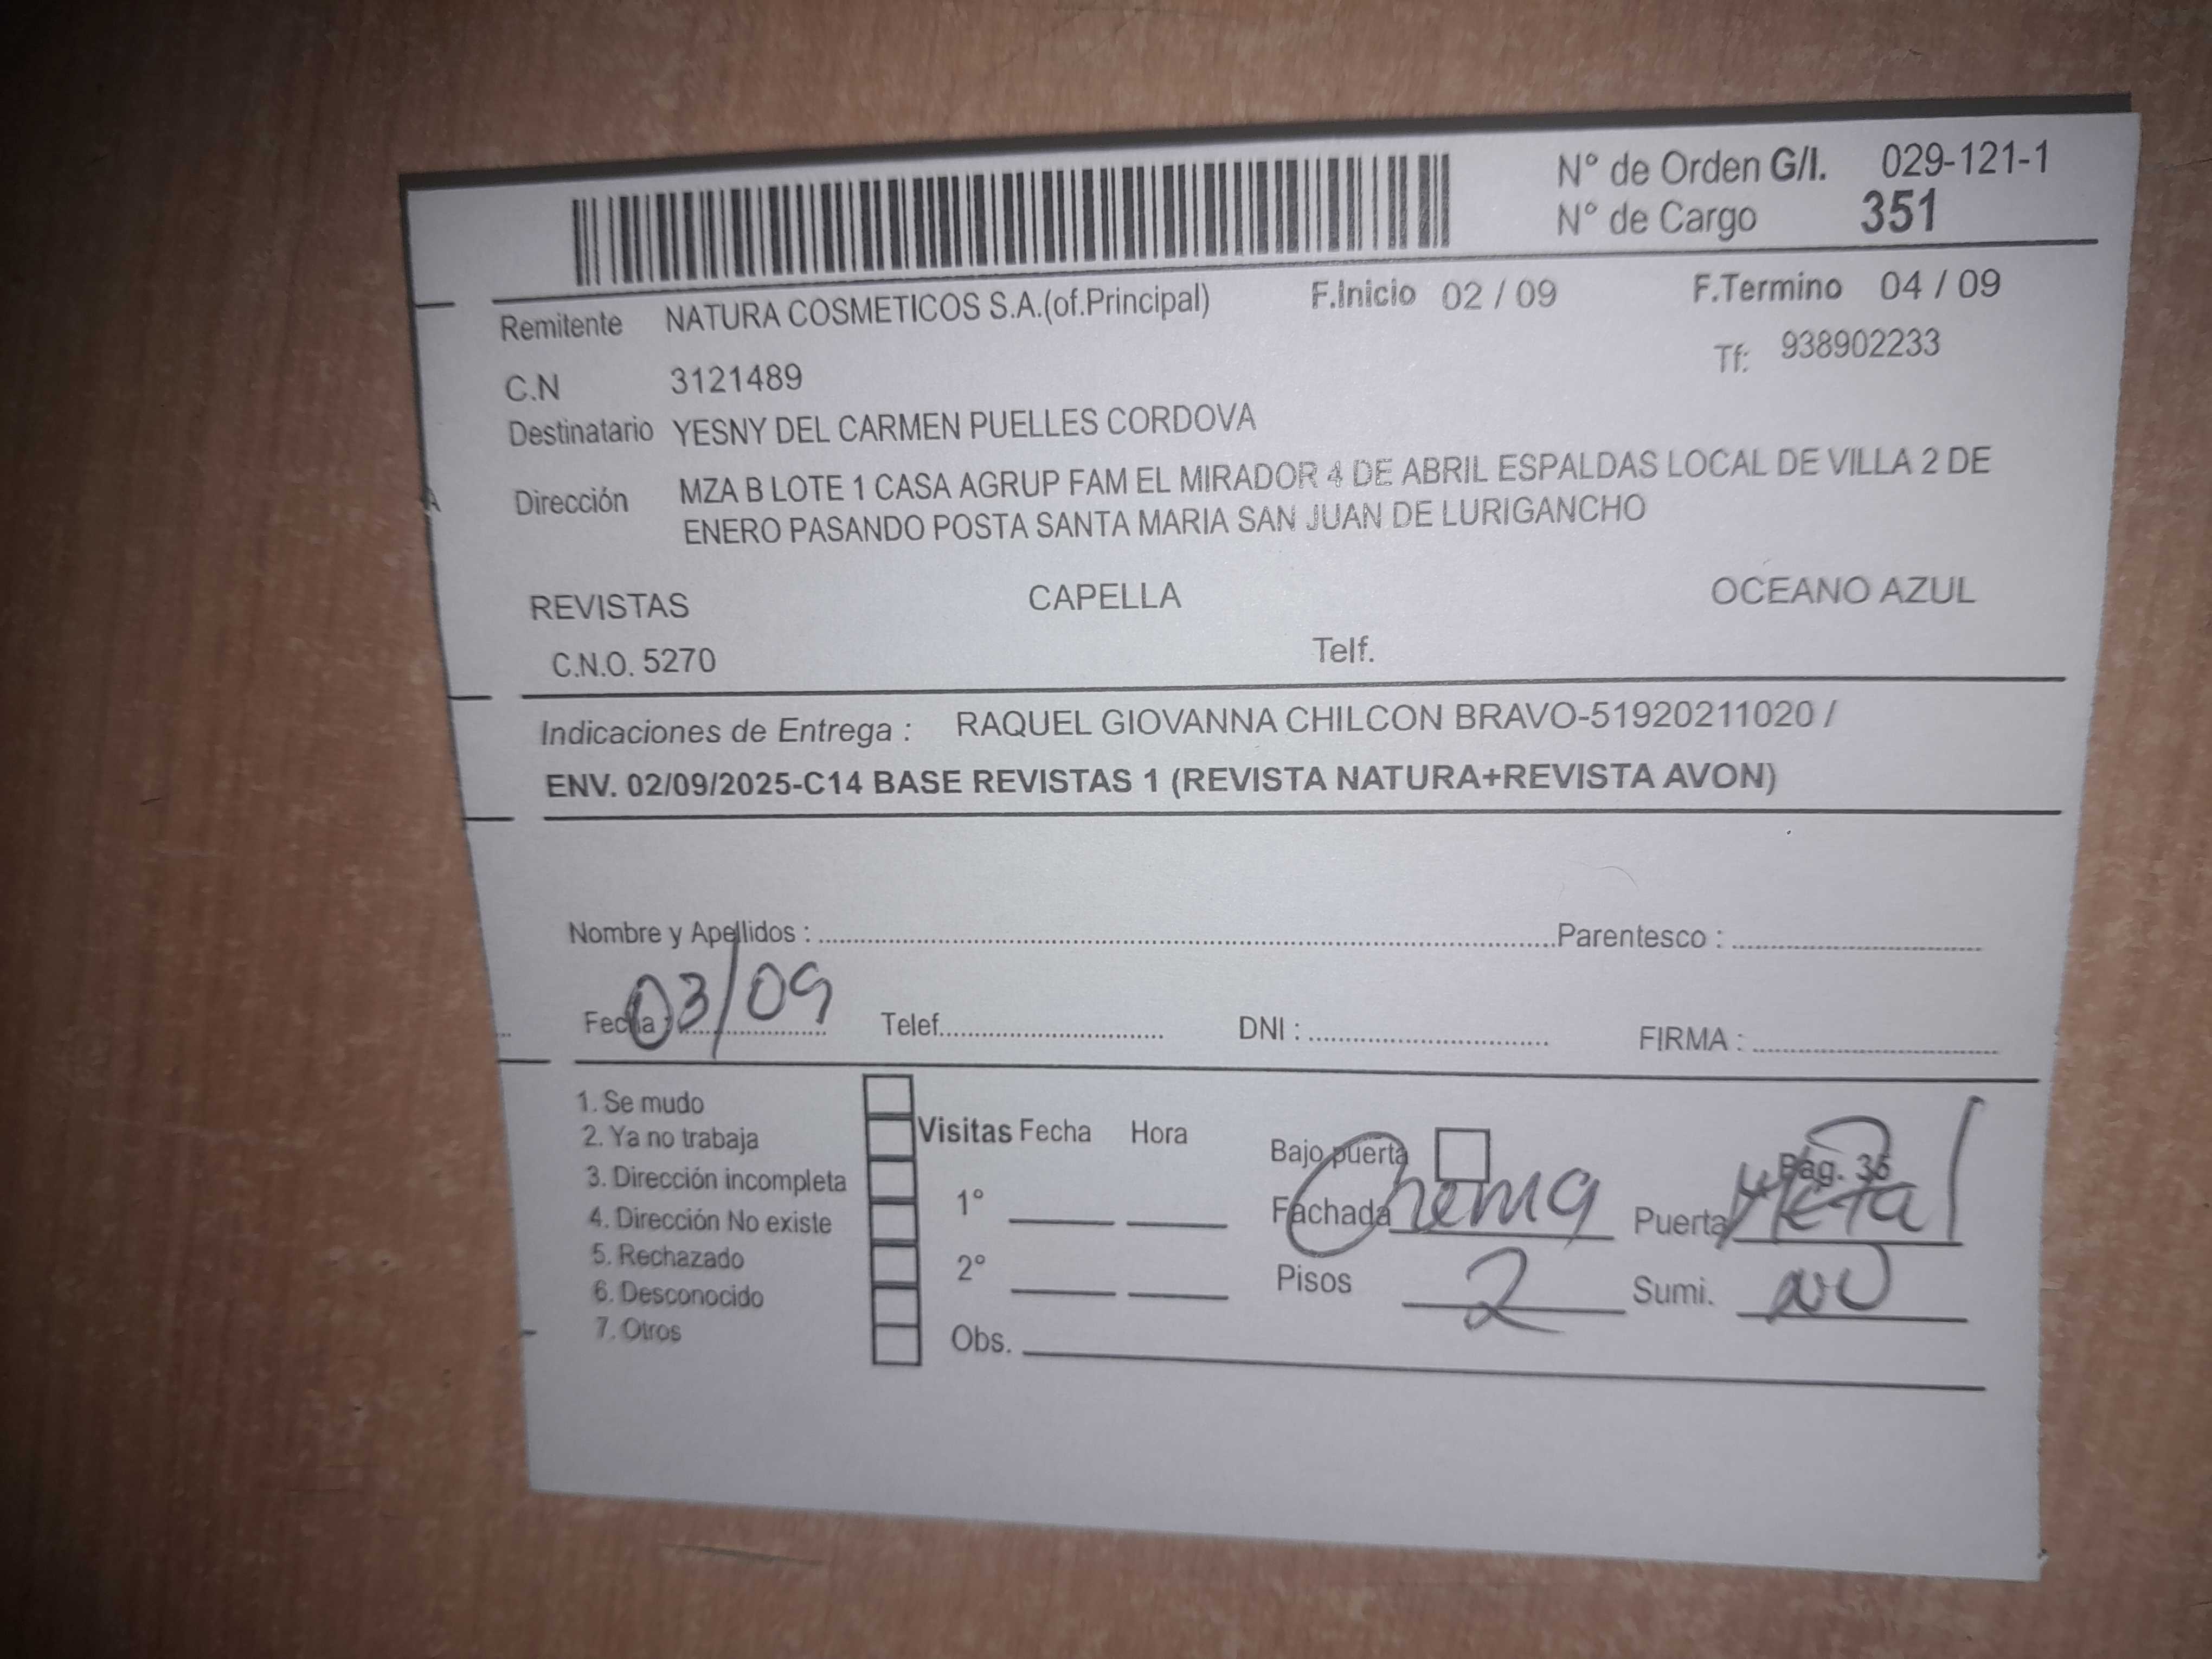 N° de Orden G/I. 029-121-1
N° de Cargo 351
Remitente NATURA COSMETICOS S.A.(of.Principal) F.Inicio 02 / 09 F.Termino 04 / 09
C.N 3121489 Tf: 938902233
Destinatario YESNY DEL CARMEN PUELLES CORDOVA
Dirección MZA B LOTE 1 CASA AGRUP FAM EL MIRADOR 4 DE ABRIL ESPALDAS LOCAL DE VILLA 2 DE
ENERO PASANDO POSTA SANTA MARIA SAN JUAN DE LURIGANCHO
REVISTAS CAPELLA OCEANO AZUL
C.N.O. 5270 Telf.
Indicaciones de Entrega : RAQUEL GIOVANNA CHILCON BRAVO-51920211020 /
ENV. 02/09/2025-C14 BASE REVISTAS 1 (REVISTA NATURA+REVISTA AVON)
Nombre y Apellidos : Parentesco :
Fecha : 03/09 Telef. DNI : FIRMA :
1. Se mudo
2. Ya no trabaja
3. Dirección incompleta
4. Dirección No existe
5. Rechazado
6. Desconocido
7. Otros
Visitas Fecha Hora
1°
2°
Obs.
Bajo puerta Pag. 36
Fachada Crema Puerta Metal
Pisos 2 Sumi.